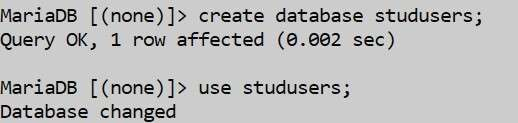 MariaDB [(none)]> create database studusers;
Query OK, 1 row affected (0.002 sec)
MariaDB [(none)]> use studusers;
Database changed